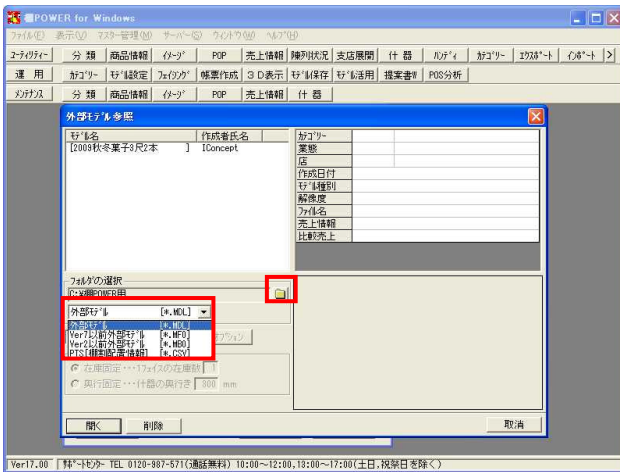 棚POWER for Windows
ファイル(F) 表示(V) マスター管理(M) サーバー(S) ウィンドウ(W) ヘルプ(H)
ユーティリティー 分類 商品情報 イメージ POP 売上情報 陳列状況 支店展開 什器 ハンディ カテゴリー エクスポート インポート
運用 カテゴリー モデル設定 フェイシング 帳票作成 3D表示 モデル保存 モデル活用 提案書W POS分析
メンテナンス 分類 商品情報 イメージ POP 売上情報 什器
外部モデル参照
モデル名 作成者氏名
[2009秋冬菓子3尺2本 ] IConcept
カテゴリー
業態
店
作成日付
モデル種別
解像度
ファイル名
売上情報
比較売上
フォルダの選択
C:¥棚POWER用
外部モデル [*.MDL]
外部モデル [*.MDL]
Ver7以前外部モデル [*.MF0]
Ver2以前外部モデル [*.MB0]
PTS[棚割配置情報] [*.CSV]
オプション
在庫固定・・・1フェイスの在庫数 1
奥行固定・・・什器の奥行き 900 mm
開く 削除 取消
Ver17.00 サポートセンター TEL 0120-987-571(通話無料) 10:00～12:00,13:00～17:00(土日,祝祭日を除く)